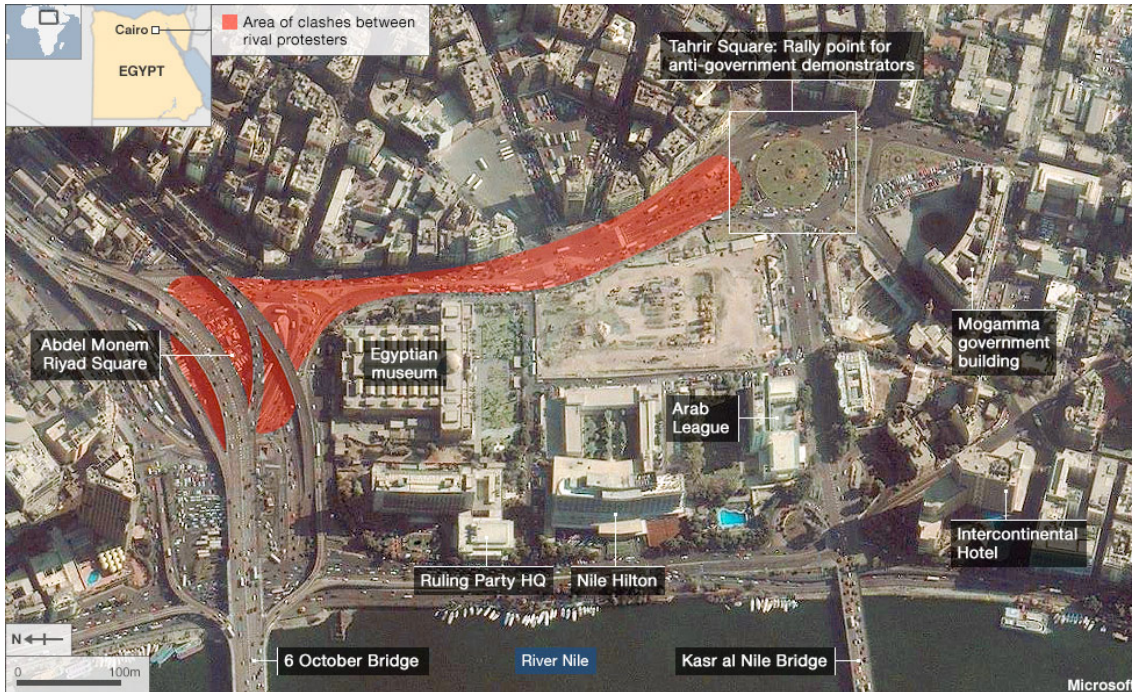 Cairo
EGYPT
Area of clashes between
rival protesters
Tahrir Square: Rally point for
anti-government demonstrators
Abdel Monem
Riyad Square
Egyptian
museum
Mogamma
government
building
Arab
League
Intercontinental
Hotel
Ruling Party HQ
Nile Hilton
N
0 100m
6 October Bridge
River Nile
Kasr al Nile Bridge
Microsoft